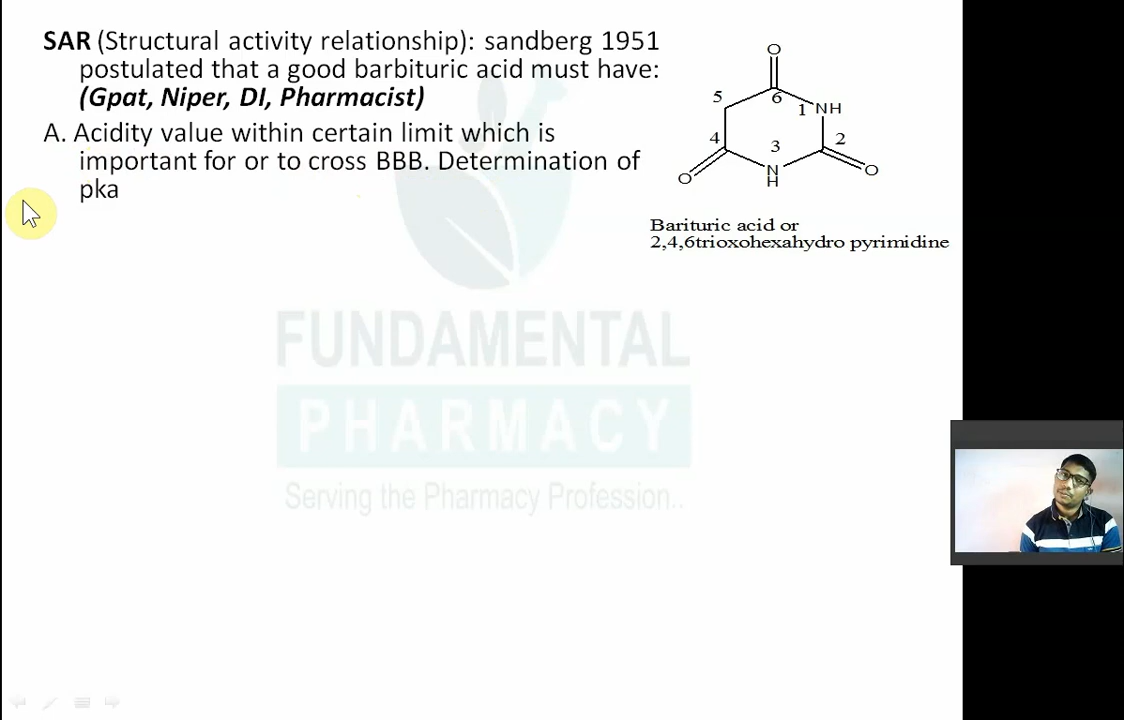 SAR (Structural activity relationship): sandberg 1951
postulated that a good barbituric acid must have:
(Gpat, Niper, DI, Pharmacist)
A. Acidity value within certain limit which is
important for or to cross BBB. Determination of
pka
O
5
6
1 NH
4
3
2
N
H
O
O
Barituric acid or
2,4,6trioxohexahydro pyrimidine
FUNDAMENTAL
PHARMACY
Serving the Pharmacy Profession..